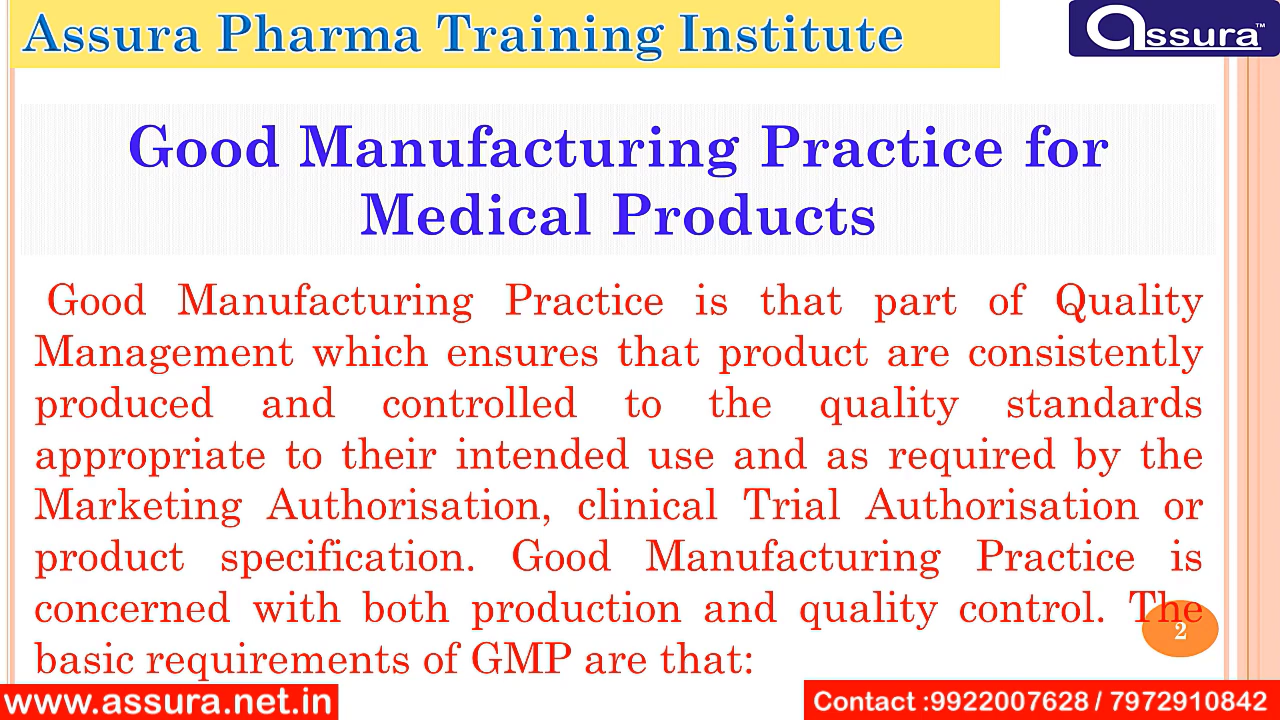 Assura Pharma Training Institute
assura™
Good Manufacturing Practice for
Medical Products
Good Manufacturing Practice is that part of Quality
Management which ensures that product are consistently
produced and controlled to the quality standards
appropriate to their intended use and as required by the
Marketing Authorisation, clinical Trial Authorisation or
product specification. Good Manufacturing Practice is
concerned with both production and quality control. The
2
basic requirements of GMP are that:
www.assura.net.in
Contact :9922007628 / 7972910842